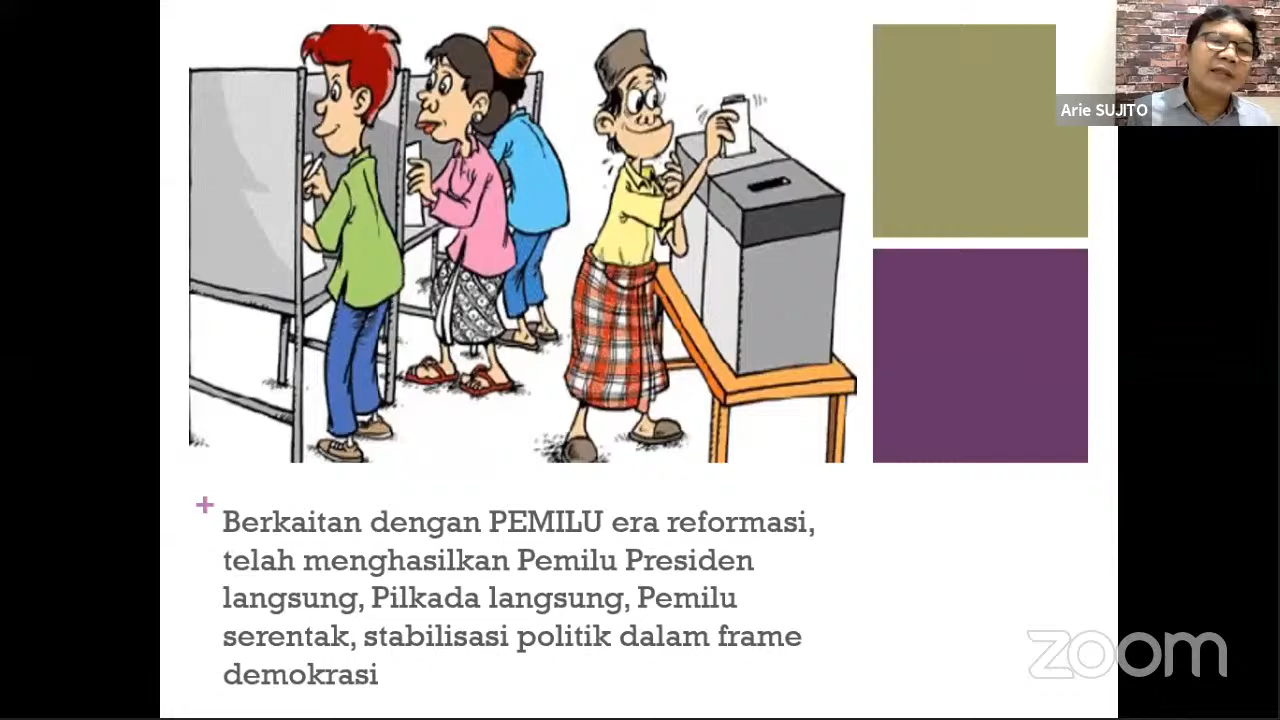 Arie SUJITO
+ Berkaitan dengan PEMILU era reformasi,
telah menghasilkan Pemilu Presiden
langsung, Pilkada langsung, Pemilu
serentak, stabilisasi politik dalam frame
demokrasi
zoom